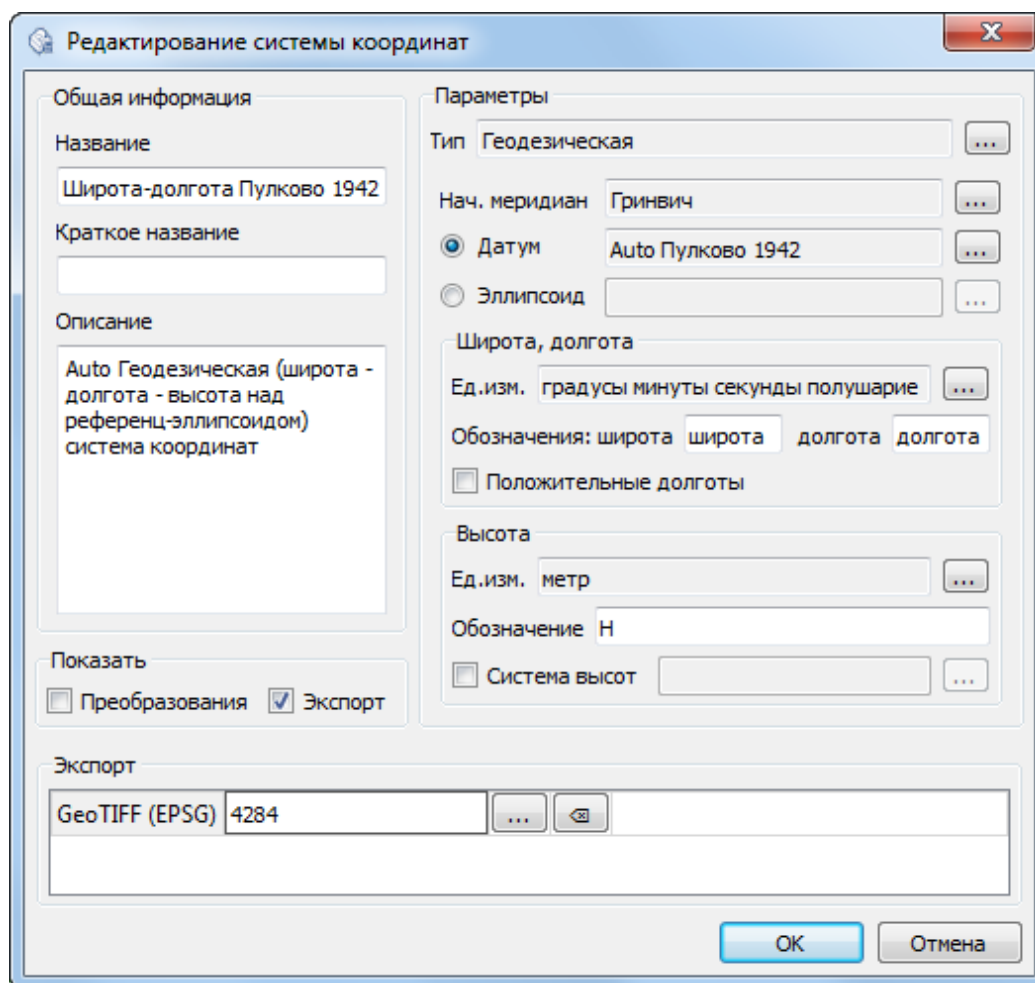 Редактирование системы координат
Общая информация
Название
Широта-долгота Пулково 1942
Краткое название
Описание
Auto Геодезическая (широта -
долгота - высота над
референц-эллипсоидом)
система координат
Показать
Преобразования Экспорт
Параметры
Тип Геодезическая ...
Нач. меридиан Гринвич ...
Датум Auto Пулково 1942 ...
Эллипсоид ...
Широта, долгота
Ед.изм. градусы минуты секунды полушарие ...
Обозначения: широта широта долгота долгота
Положительные долготы
Высота
Ед.изм. метр ...
Обозначение H
Система высот ...
Экспорт
GeoTIFF (EPSG) 4284 ...
OK Отмена